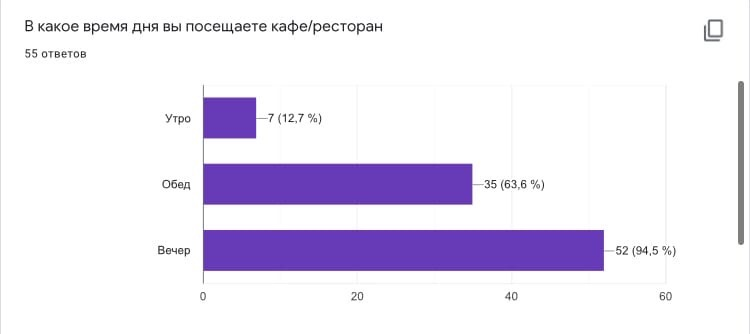 В какое время дня вы посещаете кафе/ресторан
55 ответов
Утро 7 (12,7 %)
Обед 35 (63,6 %)
Вечер 52 (94,5 %)
0 20 40 60